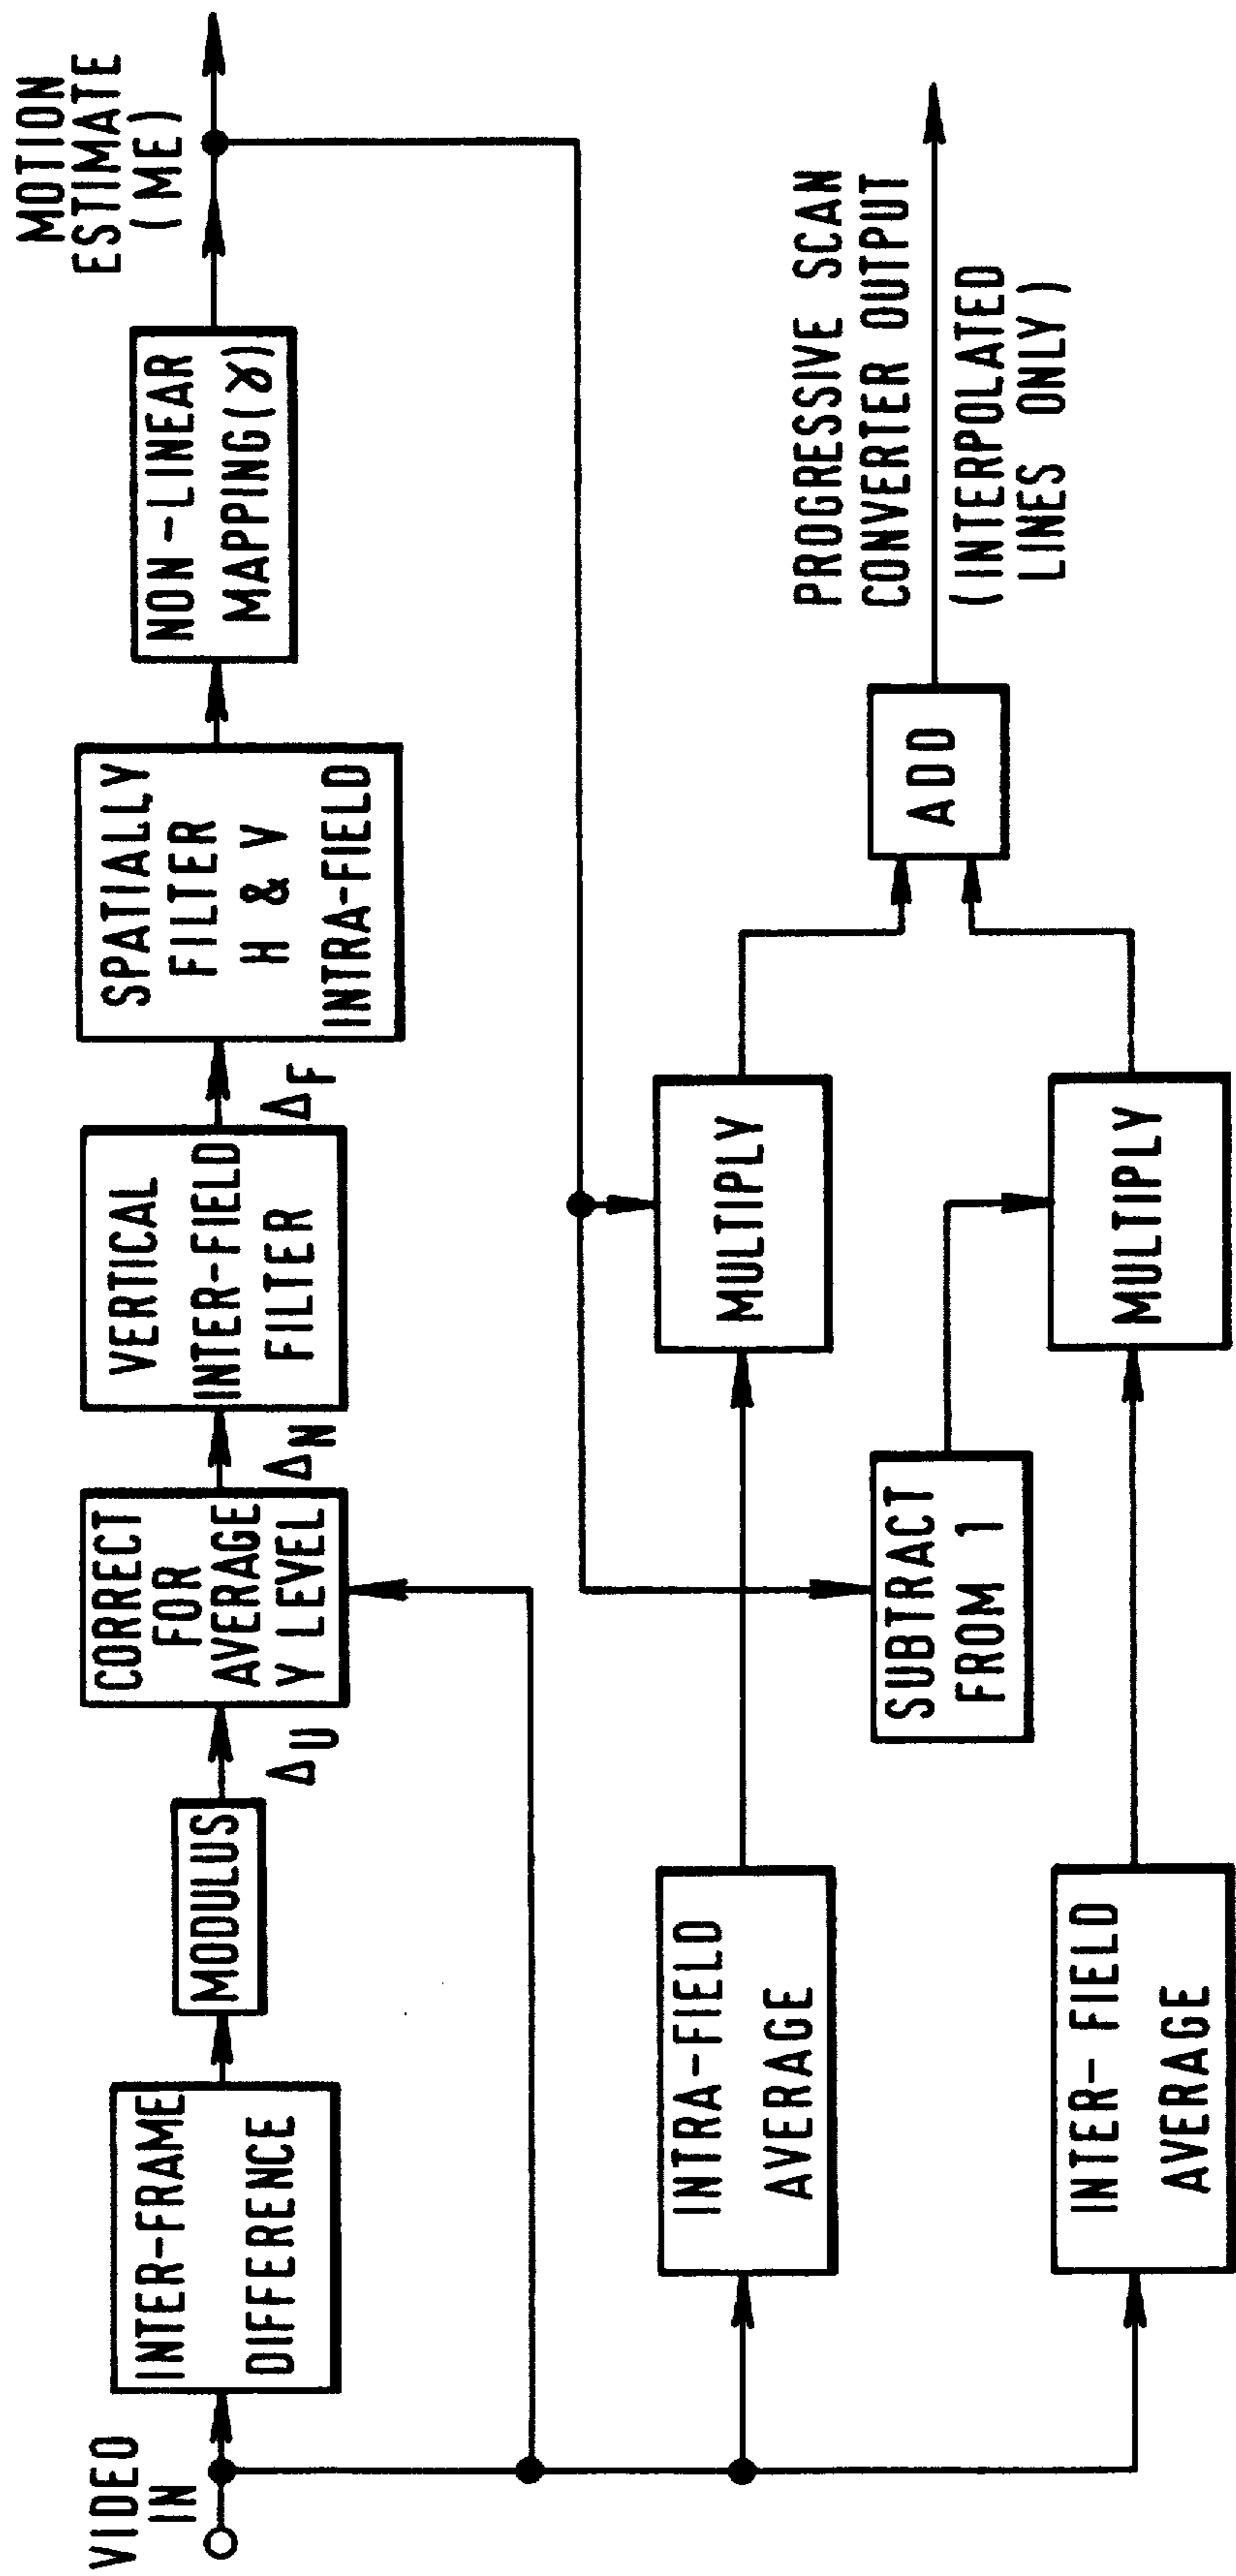 VIDEO
IN
INTER-FRAME
DIFFERENCE
MODULUS
ΔU
CORRECT
FOR
AVERAGE
Y LEVEL
ΔN
VERTICAL
INTER-FIELD
FILTER
ΔF
SPATIALLY
FILTER
H & V
INTRA-FIELD
NON-LINEAR
MAPPING(γ)
MOTION
ESTIMATE
(ME)
INTRA-FIELD
AVERAGE
MULTIPLY
SUBTRACT
FROM 1
INTER-FIELD
AVERAGE
MULTIPLY
ADD
PROGRESSIVE SCAN
CONVERTER OUTPUT
(INTERPOLATED
LINES ONLY)